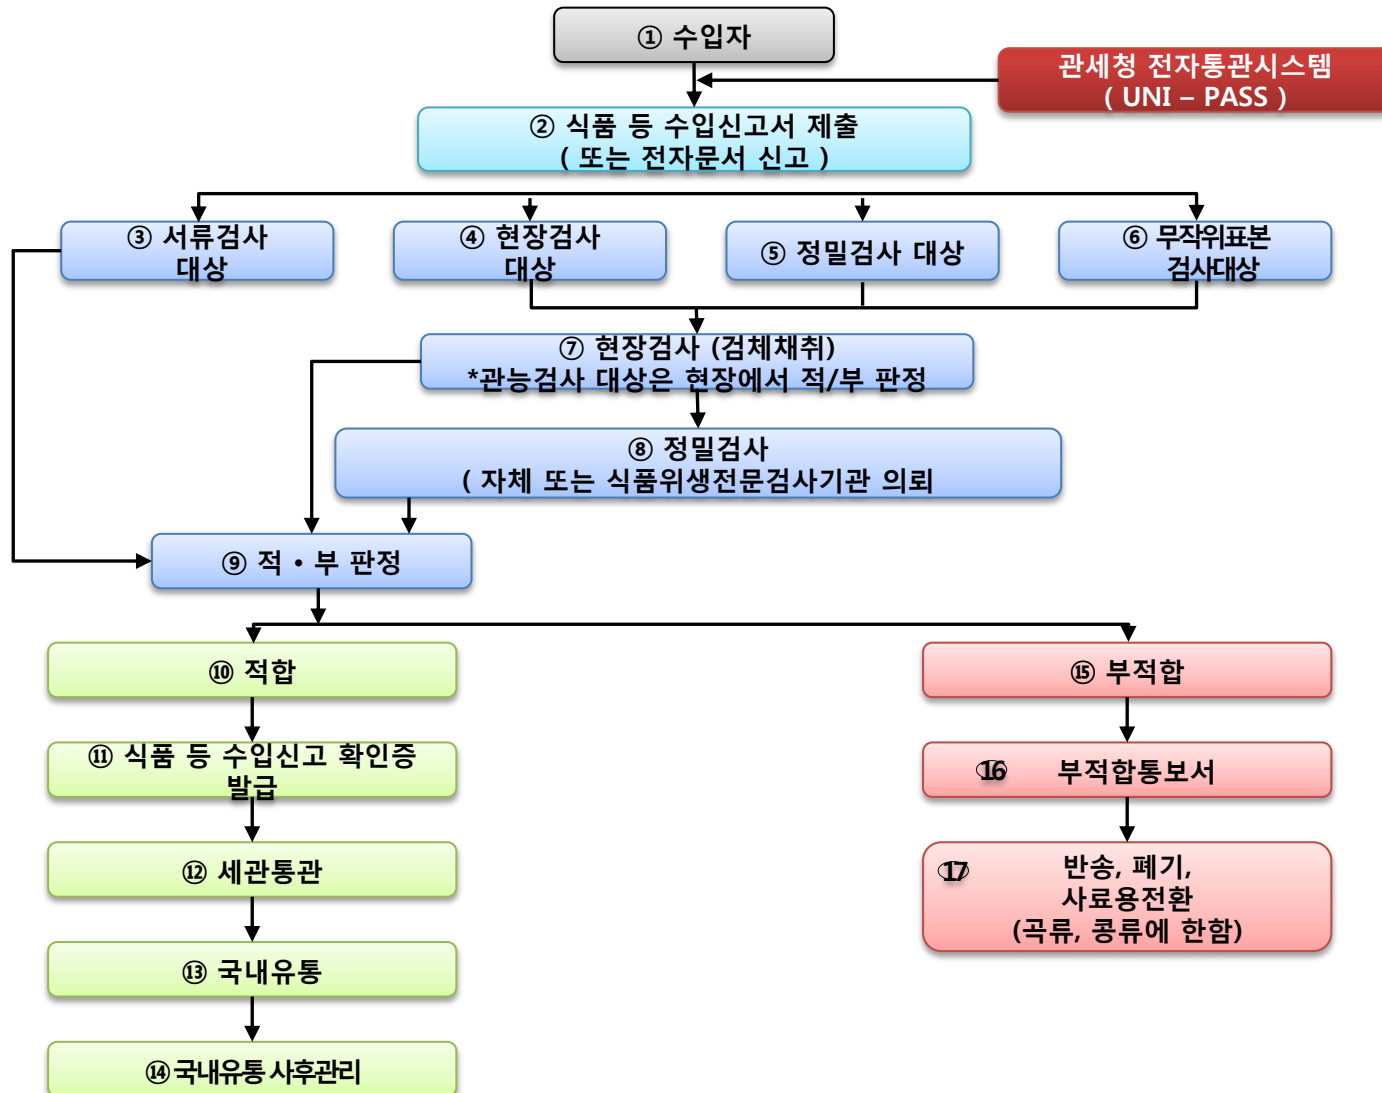 ① 수입자
관세청 전자통관시스템
( UNI – PASS )
② 식품 등 수입신고서 제출
( 또는 전자문서 신고 )
③ 서류검사
대상
④ 현장검사
대상
⑤ 정밀검사 대상
⑥ 무작위표본
검사대상
⑦ 현장검사 (검체채취)
*관능검사 대상은 현장에서 적/부 판정
⑧ 정밀검사
( 자체 또는 식품위생전문검사기관 의뢰
⑨ 적 • 부 판정
⑩ 적합
⑮ 부적합
⑪ 식품 등 수입신고 확인증
발급
⑯ 부적합통보서
⑫ 세관통관
⑰ 반송, 폐기,
사료용전환
(곡류, 콩류에 한함)
⑬ 국내유통
⑭ 국내유통 사후관리